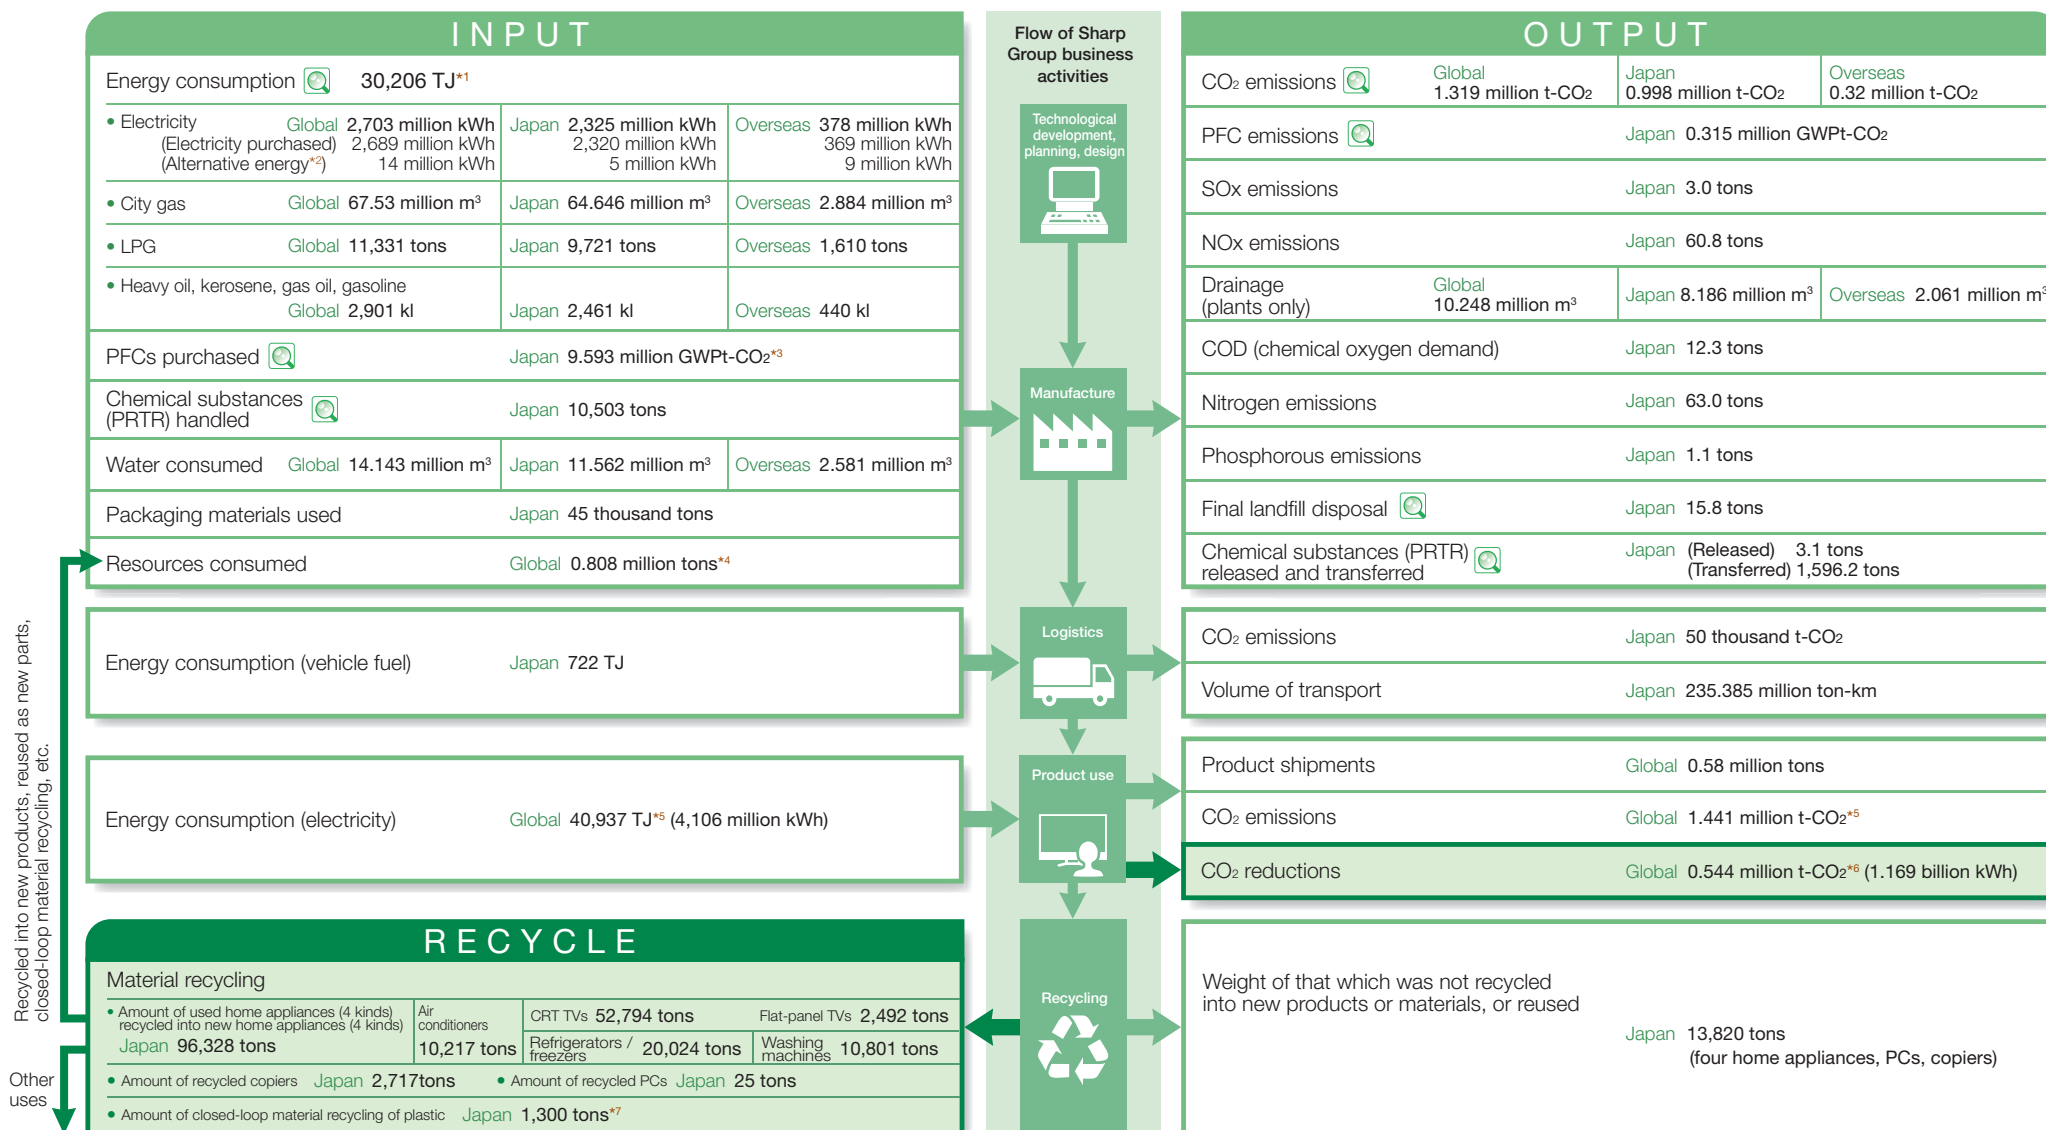 INPUT
Energy consumption 30,206 TJ*1
• Electricity Global 2,703 million kWh Japan 2,325 million kWh Overseas 378 million kWh
(Electricity purchased) 2,689 million kWh 2,320 million kWh 369 million kWh
(Alternative energy*2) 14 million kWh 5 million kWh 9 million kWh
• City gas Global 67.53 million m³ Japan 64.646 million m³ Overseas 2.884 million m³
• LPG Global 11,331 tons Japan 9,721 tons Overseas 1,610 tons
• Heavy oil, kerosene, gas oil, gasoline
Global 2,901 kl Japan 2,461 kl Overseas 440 kl
PFCs purchased Japan 9.593 million GWPt-CO2*3
Chemical substances
(PRTR) handled Japan 10,503 tons
Water consumed Global 14.143 million m³ Japan 11.562 million m³ Overseas 2.581 million m³
Packaging materials used Japan 45 thousand tons
Resources consumed Global 0.808 million tons*4
Energy consumption (vehicle fuel) Japan 722 TJ
Energy consumption (electricity) Global 40,937 TJ*5 (4,106 million kWh)
RECYCLE
Material recycling
• Amount of used home appliances (4 kinds)
recycled into new home appliances (4 kinds)
Japan 96,328 tons
Air
conditioners
10,217 tons
CRT TVs 52,794 tons Flat-panel TVs 2,492 tons
Refrigerators /
freezers 20,024 tons
Washing
machines 10,801 tons
• Amount of recycled copiers Japan 2,717tons • Amount of recycled PCs Japan 25 tons
• Amount of closed-loop material recycling of plastic Japan 1,300 tons*7
Recycled into new products, reused as new parts,
closed-loop material recycling, etc.
Other
uses
Flow of Sharp
Group business
activities
Technological
development,
planning, design
Manufacture
Logistics
Product use
Recycling
OUTPUT
CO2 emissions Global
1.319 million t-CO2
Japan
0.998 million t-CO2
Overseas
0.32 million t-CO2
PFC emissions Japan 0.315 million GWPt-CO2
SOx emissions Japan 3.0 tons
NOx emissions Japan 60.8 tons
Drainage
(plants only)
Global
10.248 million m³
Japan 8.186 million m³ Overseas 2.061 million m³
COD (chemical oxygen demand) Japan 12.3 tons
Nitrogen emissions Japan 63.0 tons
Phosphorous emissions Japan 1.1 tons
Final landfill disposal Japan 15.8 tons
Chemical substances (PRTR)
released and transferred
Japan (Released) 3.1 tons
(Transferred) 1,596.2 tons
CO2 emissions Japan 50 thousand t-CO2
Volume of transport Japan 235.385 million ton-km
Product shipments Global 0.58 million tons
CO2 emissions Global 1.441 million t-CO2*5
CO2 reductions Global 0.544 million t-CO2*6 (1.169 billion kWh)
Weight of that which was not recycled
into new products or materials, or reused
Japan 13,820 tons
(four home appliances, PCs, copiers)